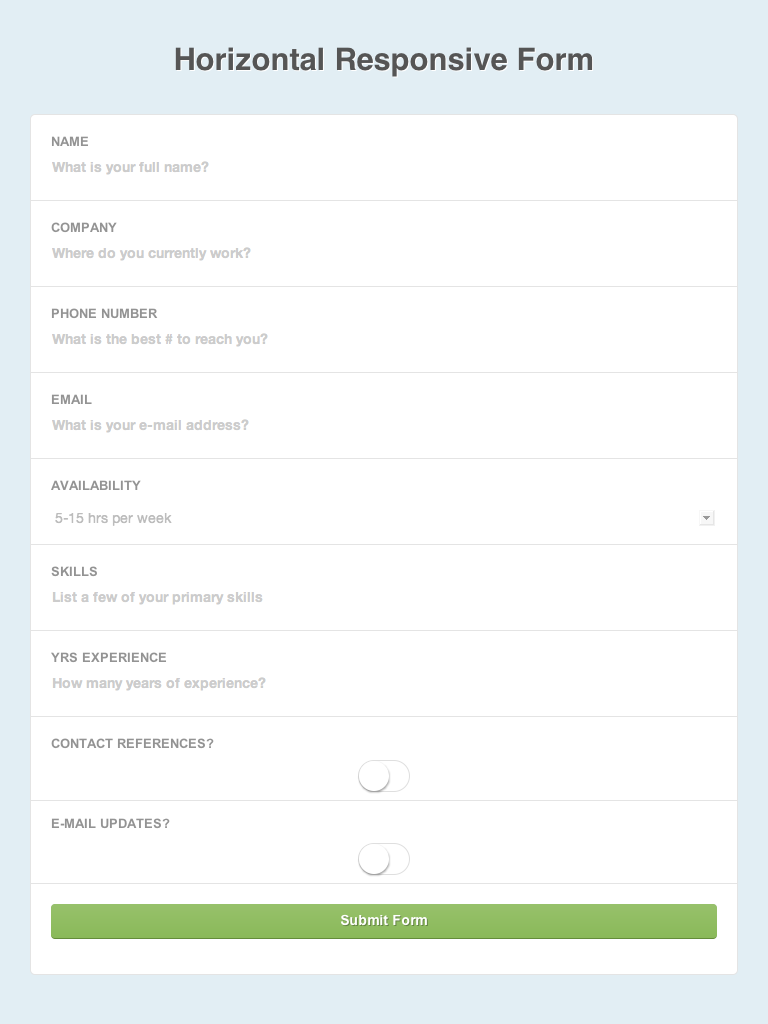 Horizontal Responsive Form
NAME
What is your full name?
COMPANY
Where do you currently work?
PHONE NUMBER
What is the best # to reach you?
EMAIL
What is your e-mail address?
AVAILABILITY
5-15 hrs per week
SKILLS
List a few of your primary skills
YRS EXPERIENCE
How many years of experience?
CONTACT REFERENCES?
E-MAIL UPDATES?
Submit Form